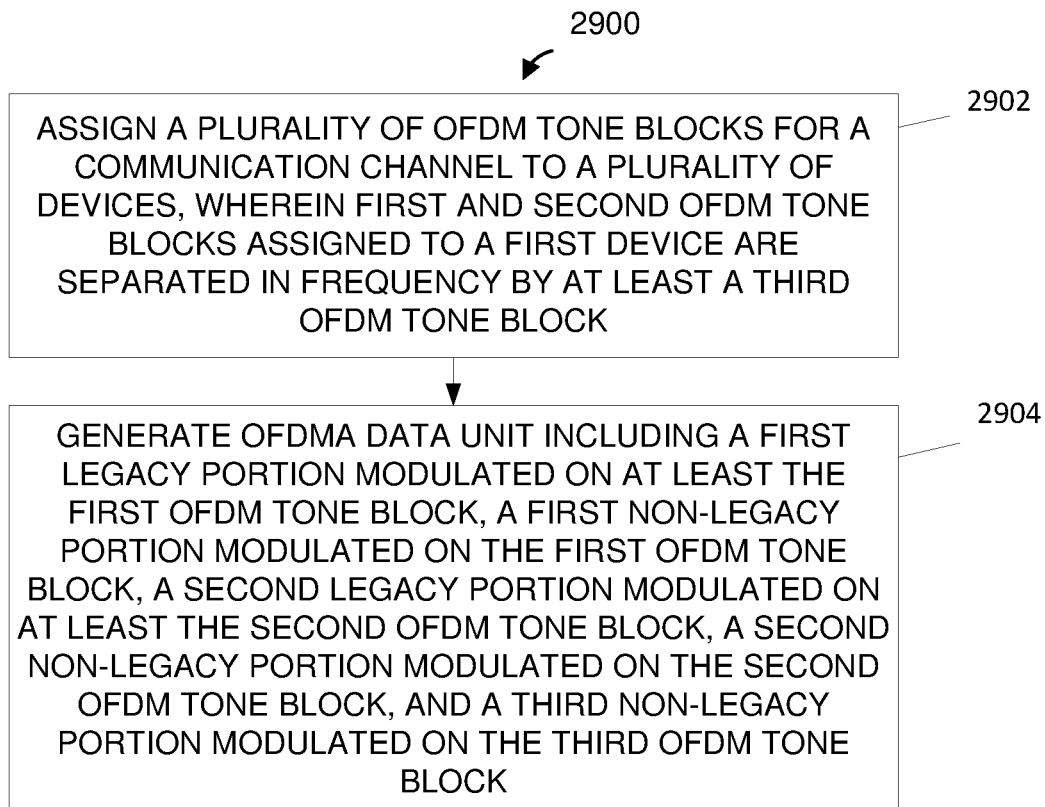 2900
2902
ASSIGN A PLURALITY OF OFDM TONE BLOCKS FOR A
COMMUNICATION CHANNEL TO A PLURALITY OF
DEVICES, WHEREIN FIRST AND SECOND OFDM TONE
BLOCKS ASSIGNED TO A FIRST DEVICE ARE
SEPARATED IN FREQUENCY BY AT LEAST A THIRD
OFDM TONE BLOCK
2904
GENERATE OFDMA DATA UNIT INCLUDING A FIRST
LEGACY PORTION MODULATED ON AT LEAST THE
FIRST OFDM TONE BLOCK, A FIRST NON-LEGACY
PORTION MODULATED ON THE FIRST OFDM TONE
BLOCK, A SECOND LEGACY PORTION MODULATED ON
AT LEAST THE SECOND OFDM TONE BLOCK, A SECOND
NON-LEGACY PORTION MODULATED ON THE SECOND
OFDM TONE BLOCK, AND A THIRD NON-LEGACY
PORTION MODULATED ON THE THIRD OFDM TONE
BLOCK